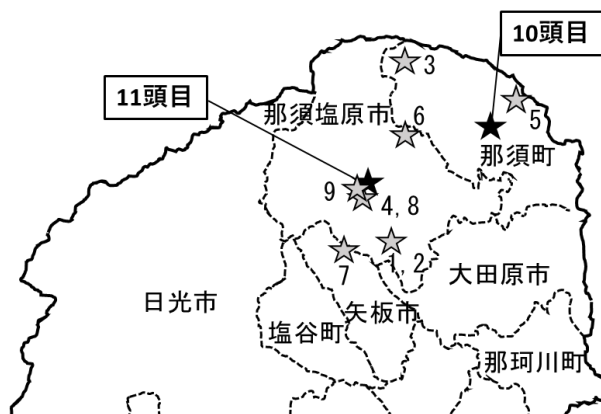 10頭目
3
11頭目
那須塩原市
5
6
那須町
9
4, 8
1, 2
7
大田原市
日光市
矢板市
塩谷町
那珂川町